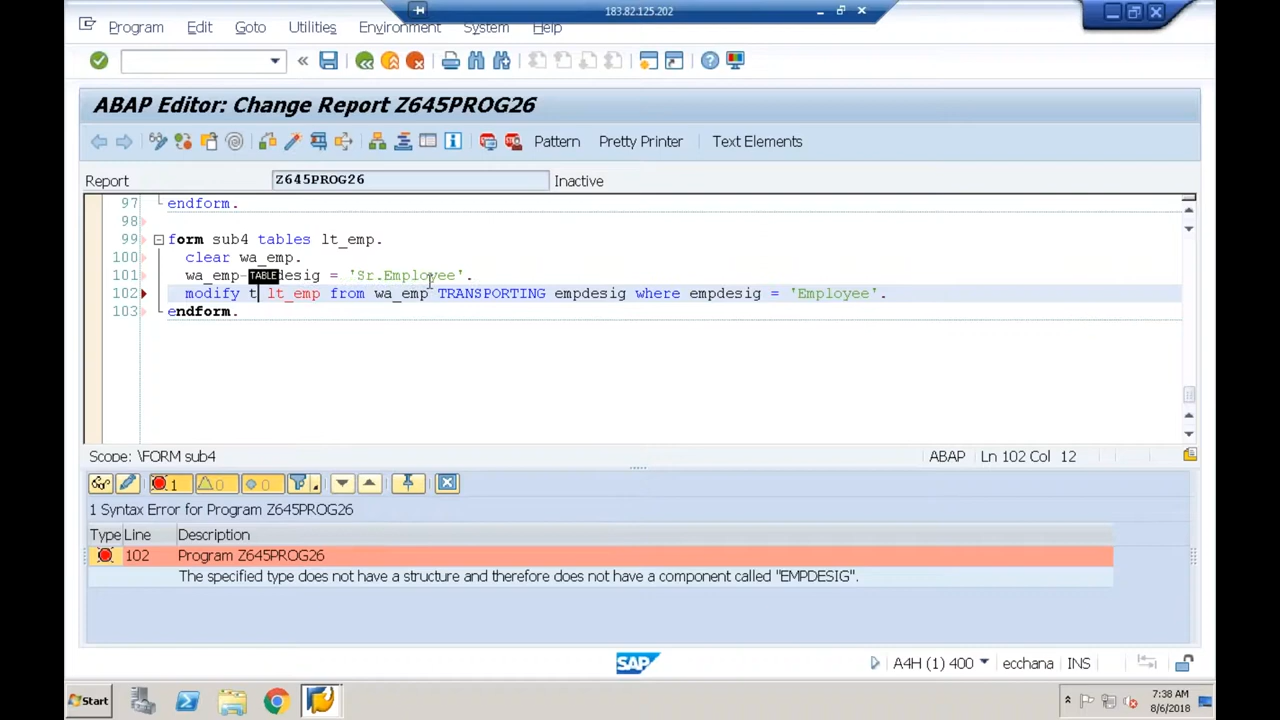 183.82.125.202
Program Edit Goto Utilities Environment System Help
ABAP Editor: Change Report Z645PROG26
Pattern Pretty Printer Text Elements
Report Z645PROG26 Inactive
97 endform.
98
99 form sub4 tables lt_emp.
100 clear wa_emp.
101 wa_emp- TABLE desig = 'Sr.Employee'.
102 modify t lt_emp from wa_emp TRANSPORTING empdesig where empdesig = 'Employee'.
103 endform.
Scope: \FORM sub4 ABAP Ln 102 Col 12
1 0 0
1 Syntax Error for Program Z645PROG26
Type Line Description
102 Program Z645PROG26
The specified type does not have a structure and therefore does not have a component called "EMPDESIG".
SAP A4H (1) 400 ecchana INS
Start 7:38 AM
8/6/2018